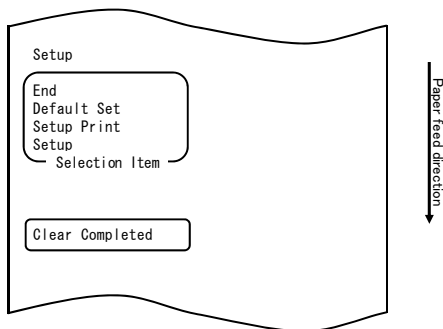 Setup
End
Default Set
Setup Print
Setup
Selection Item
Clear Completed
Paper feed direction